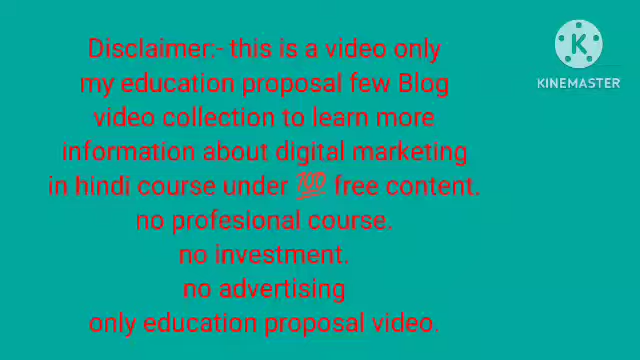 Disclaimer:- this is a video only
my education proposal few Blog
video collection to learn more
information about digital marketing
in hindi course under 💯 free content.
no profesional course.
no investment.
no advertising
only education proposal video.
K
KINEMASTER